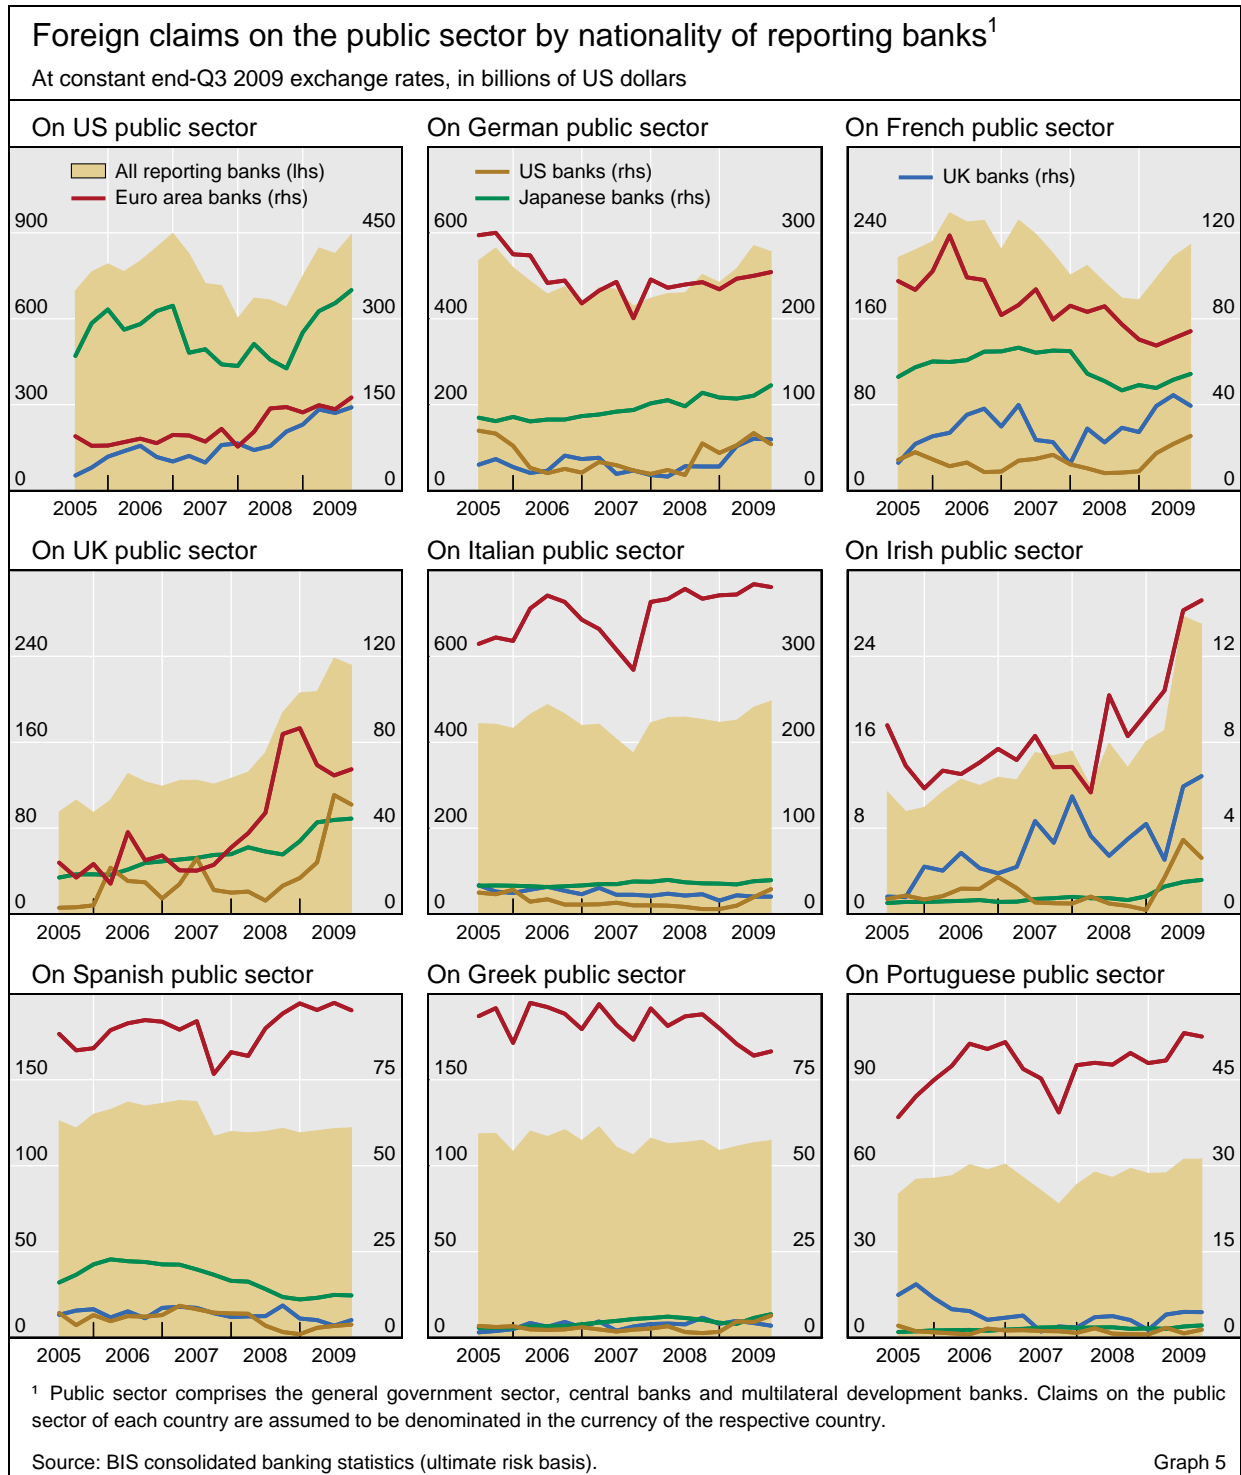 Foreign claims on the public sector by nationality of reporting banks¹
At constant end-Q3 2009 exchange rates, in billions of US dollars
On US public sector
On German public sector
On French public sector
All reporting banks (lhs)
Euro area banks (rhs)
US banks (rhs)
Japanese banks (rhs)
UK banks (rhs)
900 450 600 300 240 120
600 300 400 200 160 80
300 150 200 100 80 40
0 0 0 0 0 0
2005 2006 2007 2008 2009 2005 2006 2007 2008 2009 2005 2006 2007 2008 2009
On UK public sector
On Italian public sector
On Irish public sector
240 120 600 300 24 12
160 80 400 200 16 8
80 40 200 100 8 4
0 0 0 0 0 0
2005 2006 2007 2008 2009 2005 2006 2007 2008 2009 2005 2006 2007 2008 2009
On Spanish public sector
On Greek public sector
On Portuguese public sector
150 75 150 75 90 45
100 50 100 50 60 30
50 25 50 25 30 15
0 0 0 0 0 0
2005 2006 2007 2008 2009 2005 2006 2007 2008 2009 2005 2006 2007 2008 2009
¹ Public sector comprises the general government sector, central banks and multilateral development banks. Claims on the public
sector of each country are assumed to be denominated in the currency of the respective country.
Source: BIS consolidated banking statistics (ultimate risk basis).
Graph 5